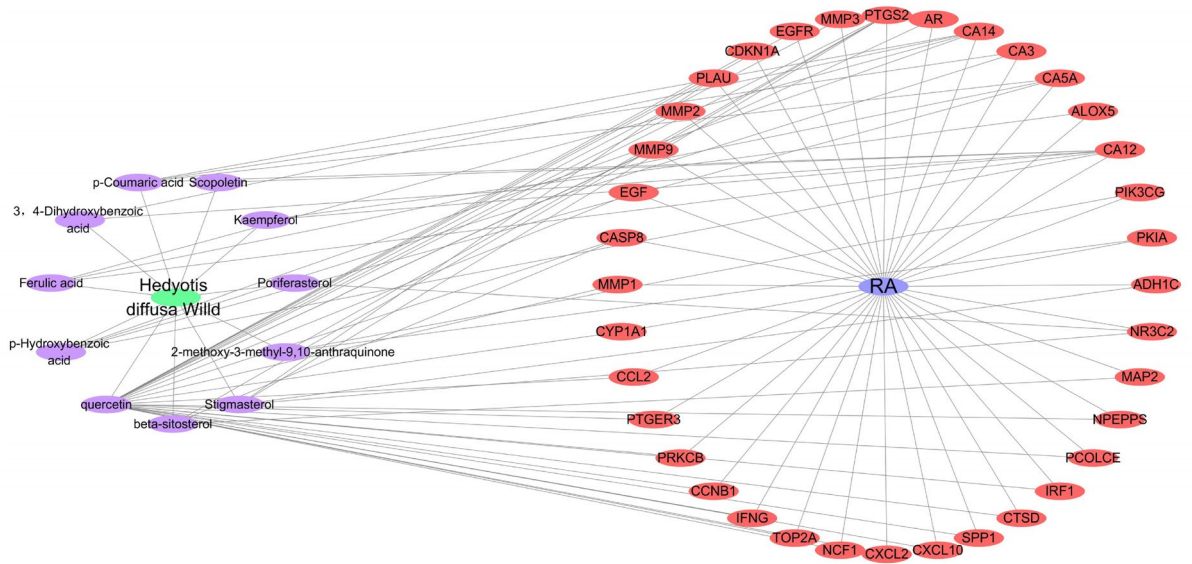 p-Coumaric acid
Scopoletin
3，4-Dihydroxybenzoic
acid
Kaempferol
Ferulic acid
Hedyotis
diffusa Willd
Poriferasterol
p-Hydroxybenzoic
acid
2-methoxy-3-methyl-9,10-anthraquinone
quercetin
Stigmasterol
beta-sitosterol
PTGS2
AR
CA14
CA3
CA5A
ALOX5
CA12
PIK3CG
PKIA
ADH1C
NR3C2
MAP2
NPEPPS
PCOLCE
IRF1
CTSD
SPP1
CXCL10
CXCL2
NCF1
TOP2A
IFNG
CCNB1
PRKCB
PTGER3
CCL2
CYP1A1
MMP1
CASP8
EGF
MMP9
MMP2
PLAU
CDKN1A
EGFR
MMP3
RA